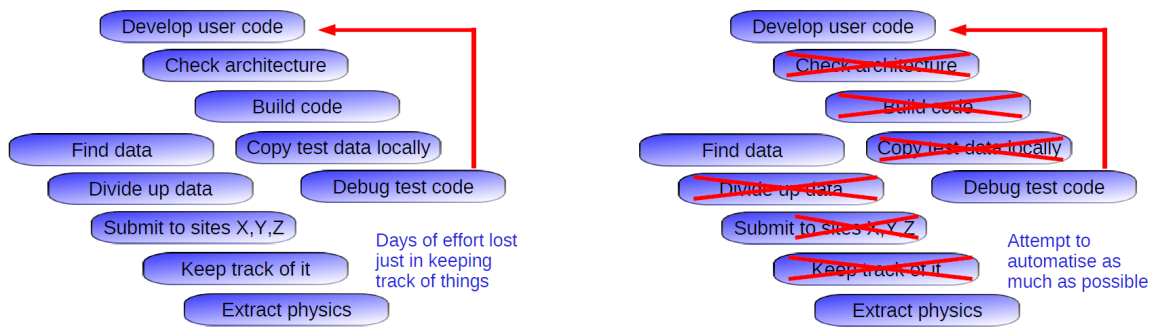 Develop user code
Check architecture
Build code
Find data
Copy test data locally
Divide up data
Debug test code
Submit to sites X,Y,Z
Keep track of it
Extract physics
Days of effort lost
just in keeping
track of things
Develop user code
Check architecture
Build code
Find data
Copy test data locally
Divide up data
Debug test code
Submit to sites X,Y,Z
Keep track of it
Extract physics
Attempt to
automatise as
much as possible